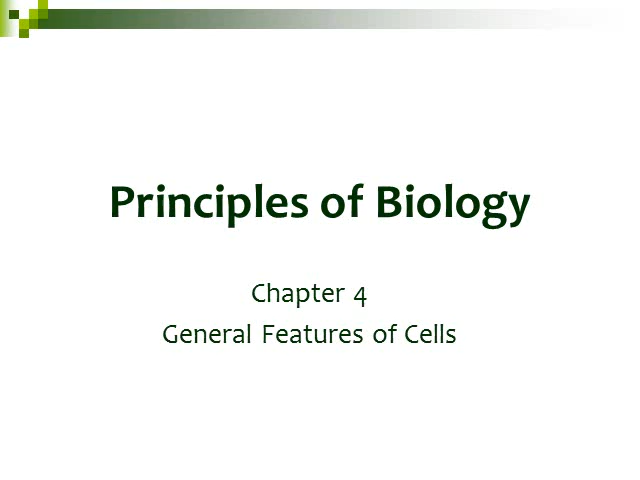 Principles of Biology
Chapter 4
General Features of Cells